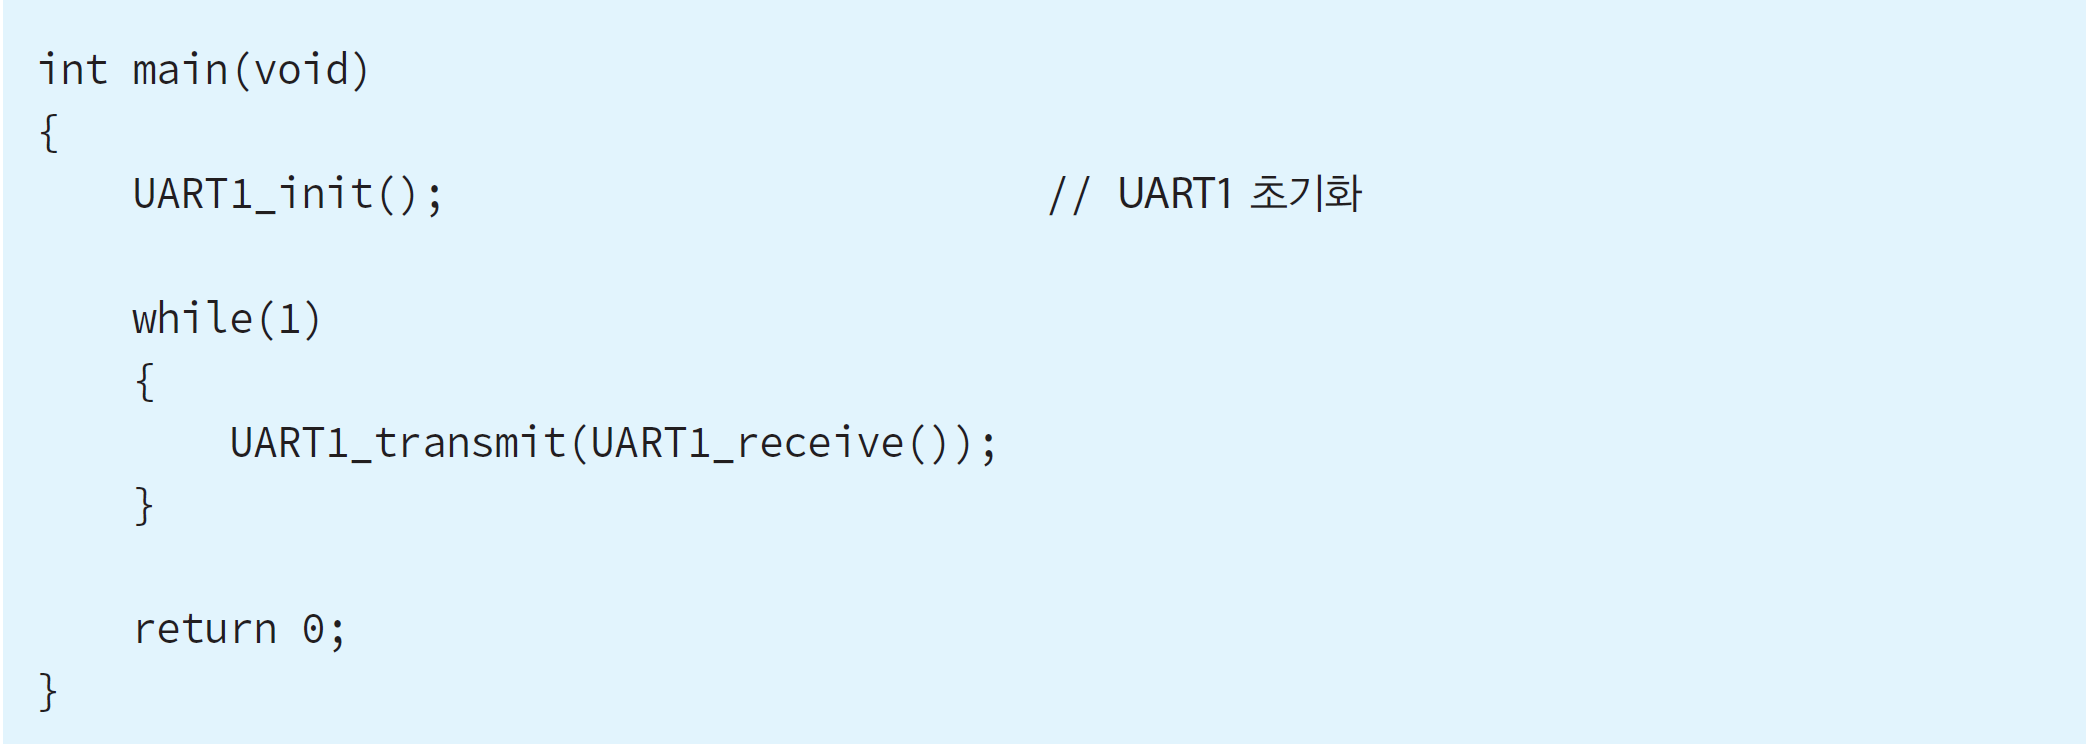 int main(void)
{
    UART1_init();                         // UART1 초기화
    while(1)
    {
        UART1_transmit(UART1_receive());
    }
    return 0;
}